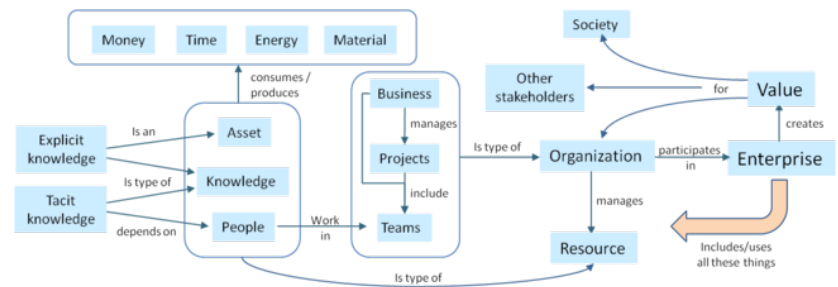 Money
Time
Energy
Material
Society
Other
stakeholders
for
Value
consumes /
produces
Business
manages
Projects
include
Teams
creates
Explicit
knowledge
Is an
Asset
Is type of
Knowledge
Tacit
knowledge
depends on
People
Work
in
Is type of
Organization
participates
in
Enterprise
manages
Resource
Is type of
Includes/uses
all these things